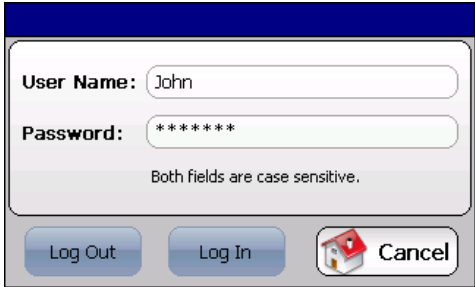 User Name: John
Password: *******
Both fields are case sensitive.
Log Out Log In Cancel